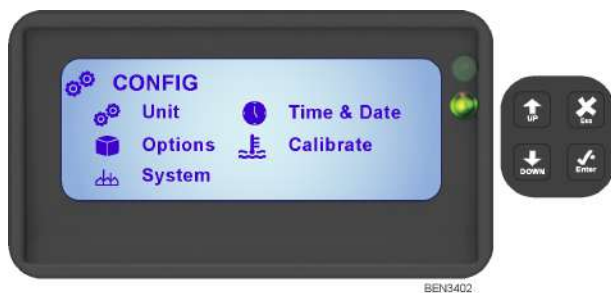 CONFIG
Unit
Time & Date
Options
Calibrate
System
UP
Esc
DOWN
Enter
BEN3402